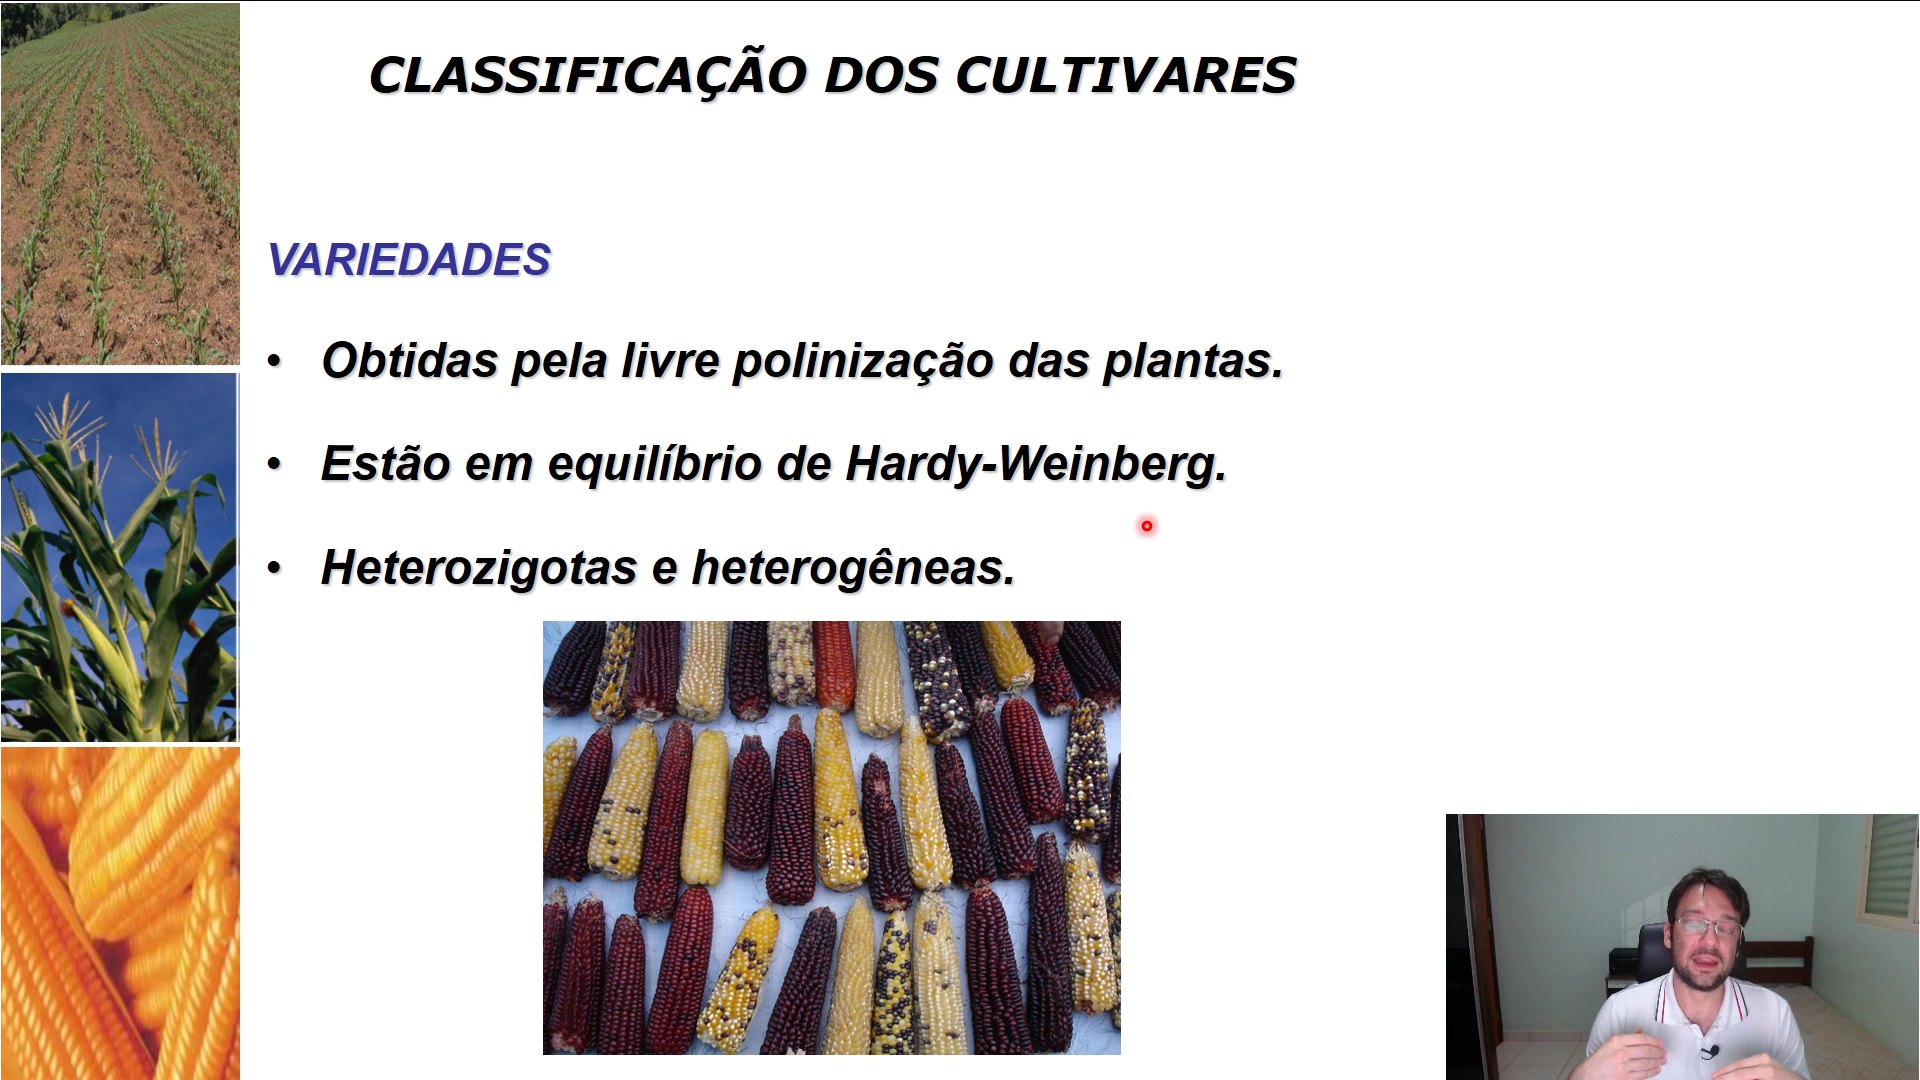 CLASSIFICAÇÃO DOS CULTIVARES
VARIEDADES
• Obtidas pela livre polinização das plantas.
• Estão em equilíbrio de Hardy-Weinberg.
• Heterozigotas e heterogêneas.